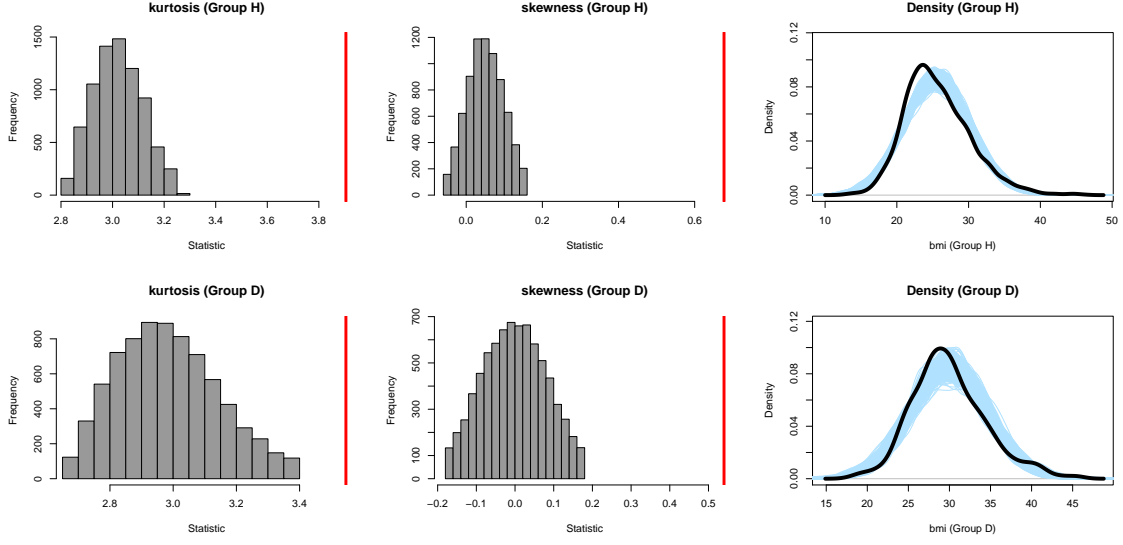 kurtosis (Group H)
Frequency
0
500
1000
1500
2.8 3.0 3.2 3.4 3.6 3.8
Statistic
skewness (Group H)
Frequency
0
200
400
600
900
1200
0.0 0.2 0.4 0.6
Statistic
Density (Group H)
Density
0.00
0.04
0.08
0.12
10 20 30 40 50
bmi (Group H)
kurtosis (Group D)
Frequency
0
200
400
600
800
2.8 3.0 3.2 3.4
Statistic
skewness (Group D)
Frequency
0
100
300
500
700
−0.2 −0.1 0.0 0.1 0.2 0.3 0.4 0.5
Statistic
Density (Group D)
Density
0.00
0.04
0.08
0.12
15 20 25 30 35 40 45
bmi (Group D)